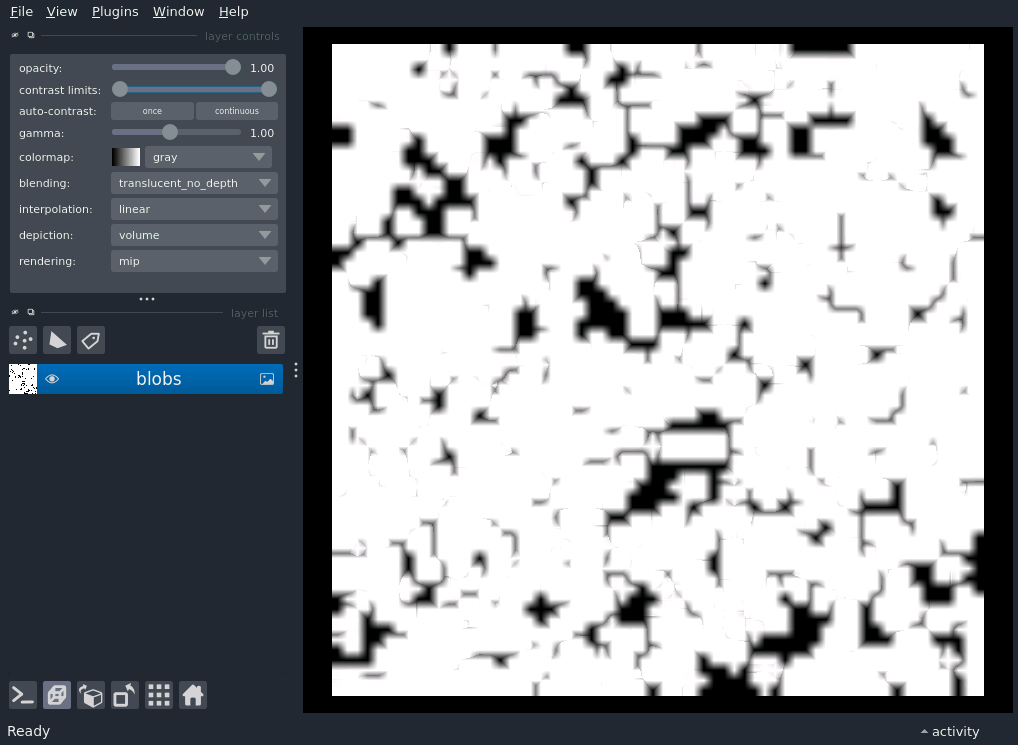 File View Plugins Window Help
layer controls
opacity: 1.00
contrast limits:
auto-contrast: once continuous
gamma: 1.00
colormap: gray
blending: translucent_no_depth
interpolation: linear
depiction: volume
rendering: mip
layer list
blobs
Ready activity